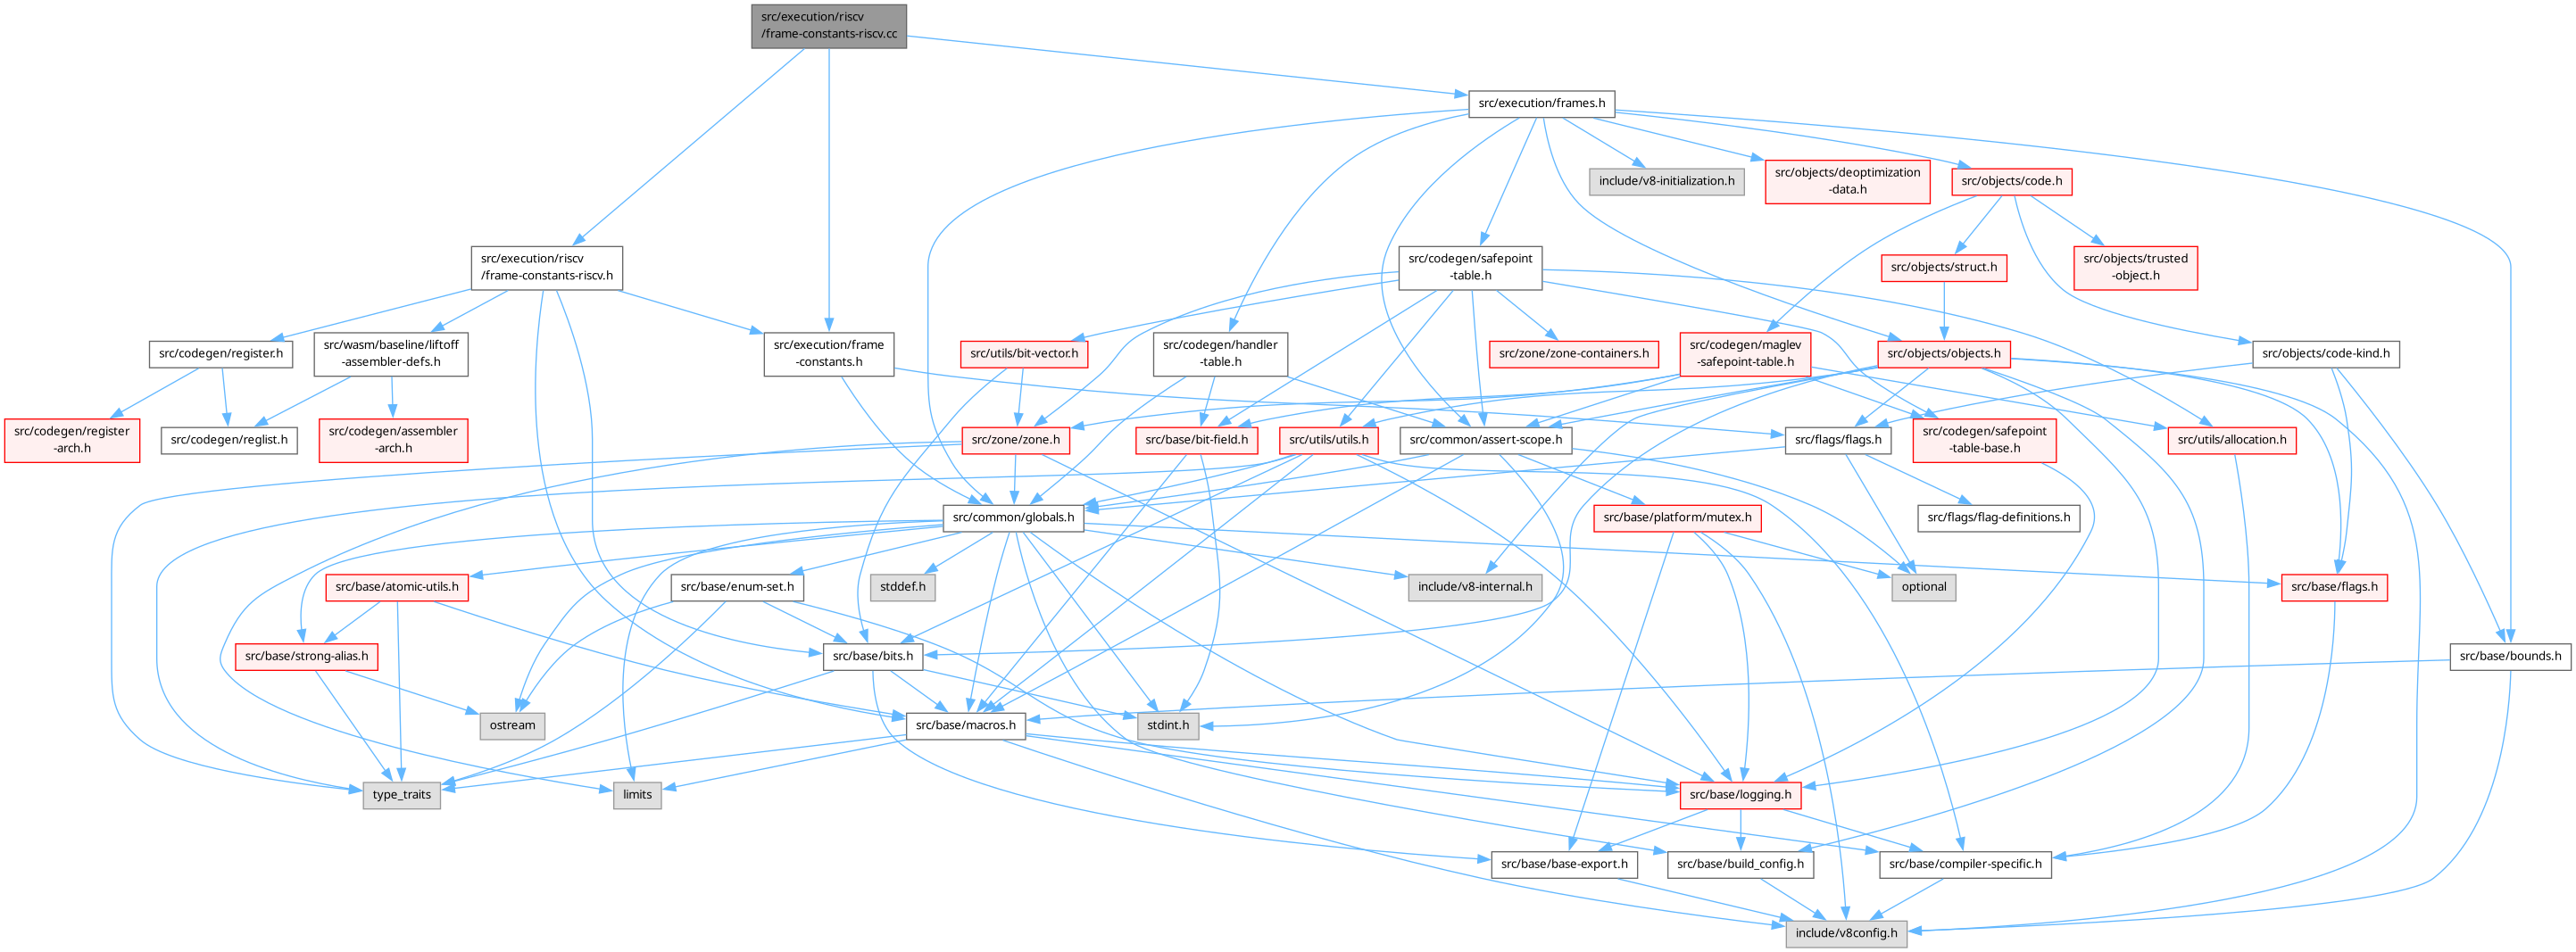 src/execution/riscv
/frame-constants-riscv.cc
src/execution/frames.h
include/v8-initialization.h
src/objects/deoptimization
-data.h
src/objects/code.h
src/execution/riscv
/frame-constants-riscv.h
src/codegen/safepoint
-table.h
src/objects/struct.h
src/objects/trusted
-object.h
src/codegen/register.h
src/wasm/baseline/liftoff
-assembler-defs.h
src/execution/frame
-constants.h
src/utils/bit-vector.h
src/codegen/handler
-table.h
src/zone/zone-containers.h
src/codegen/maglev
-safepoint-table.h
src/objects/objects.h
src/objects/code-kind.h
src/codegen/register
-arch.h
src/codegen/reglist.h
src/codegen/assembler
-arch.h
src/zone/zone.h
src/base/bit-field.h
src/utils/utils.h
src/common/assert-scope.h
src/flags/flags.h
src/codegen/safepoint
-table-base.h
src/utils/allocation.h
src/common/globals.h
src/base/platform/mutex.h
src/flags/flag-definitions.h
src/base/atomic-utils.h
src/base/enum-set.h
stddef.h
include/v8-internal.h
optional
src/base/flags.h
src/base/strong-alias.h
src/base/bits.h
src/base/bounds.h
ostream
src/base/macros.h
stdint.h
type_traits
limits
src/base/logging.h
src/base/base-export.h
src/base/build_config.h
src/base/compiler-specific.h
include/v8config.h